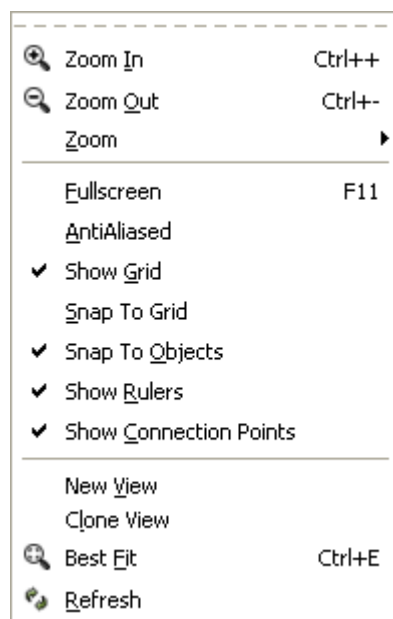 Zoom In Ctrl++
Zoom Out Ctrl+-
Zoom
Fullscreen F11
AntiAliased
Show Grid
Snap To Grid
Snap To Objects
Show Rulers
Show Connection Points
New View
Clone View
Best Fit Ctrl+E
Refresh